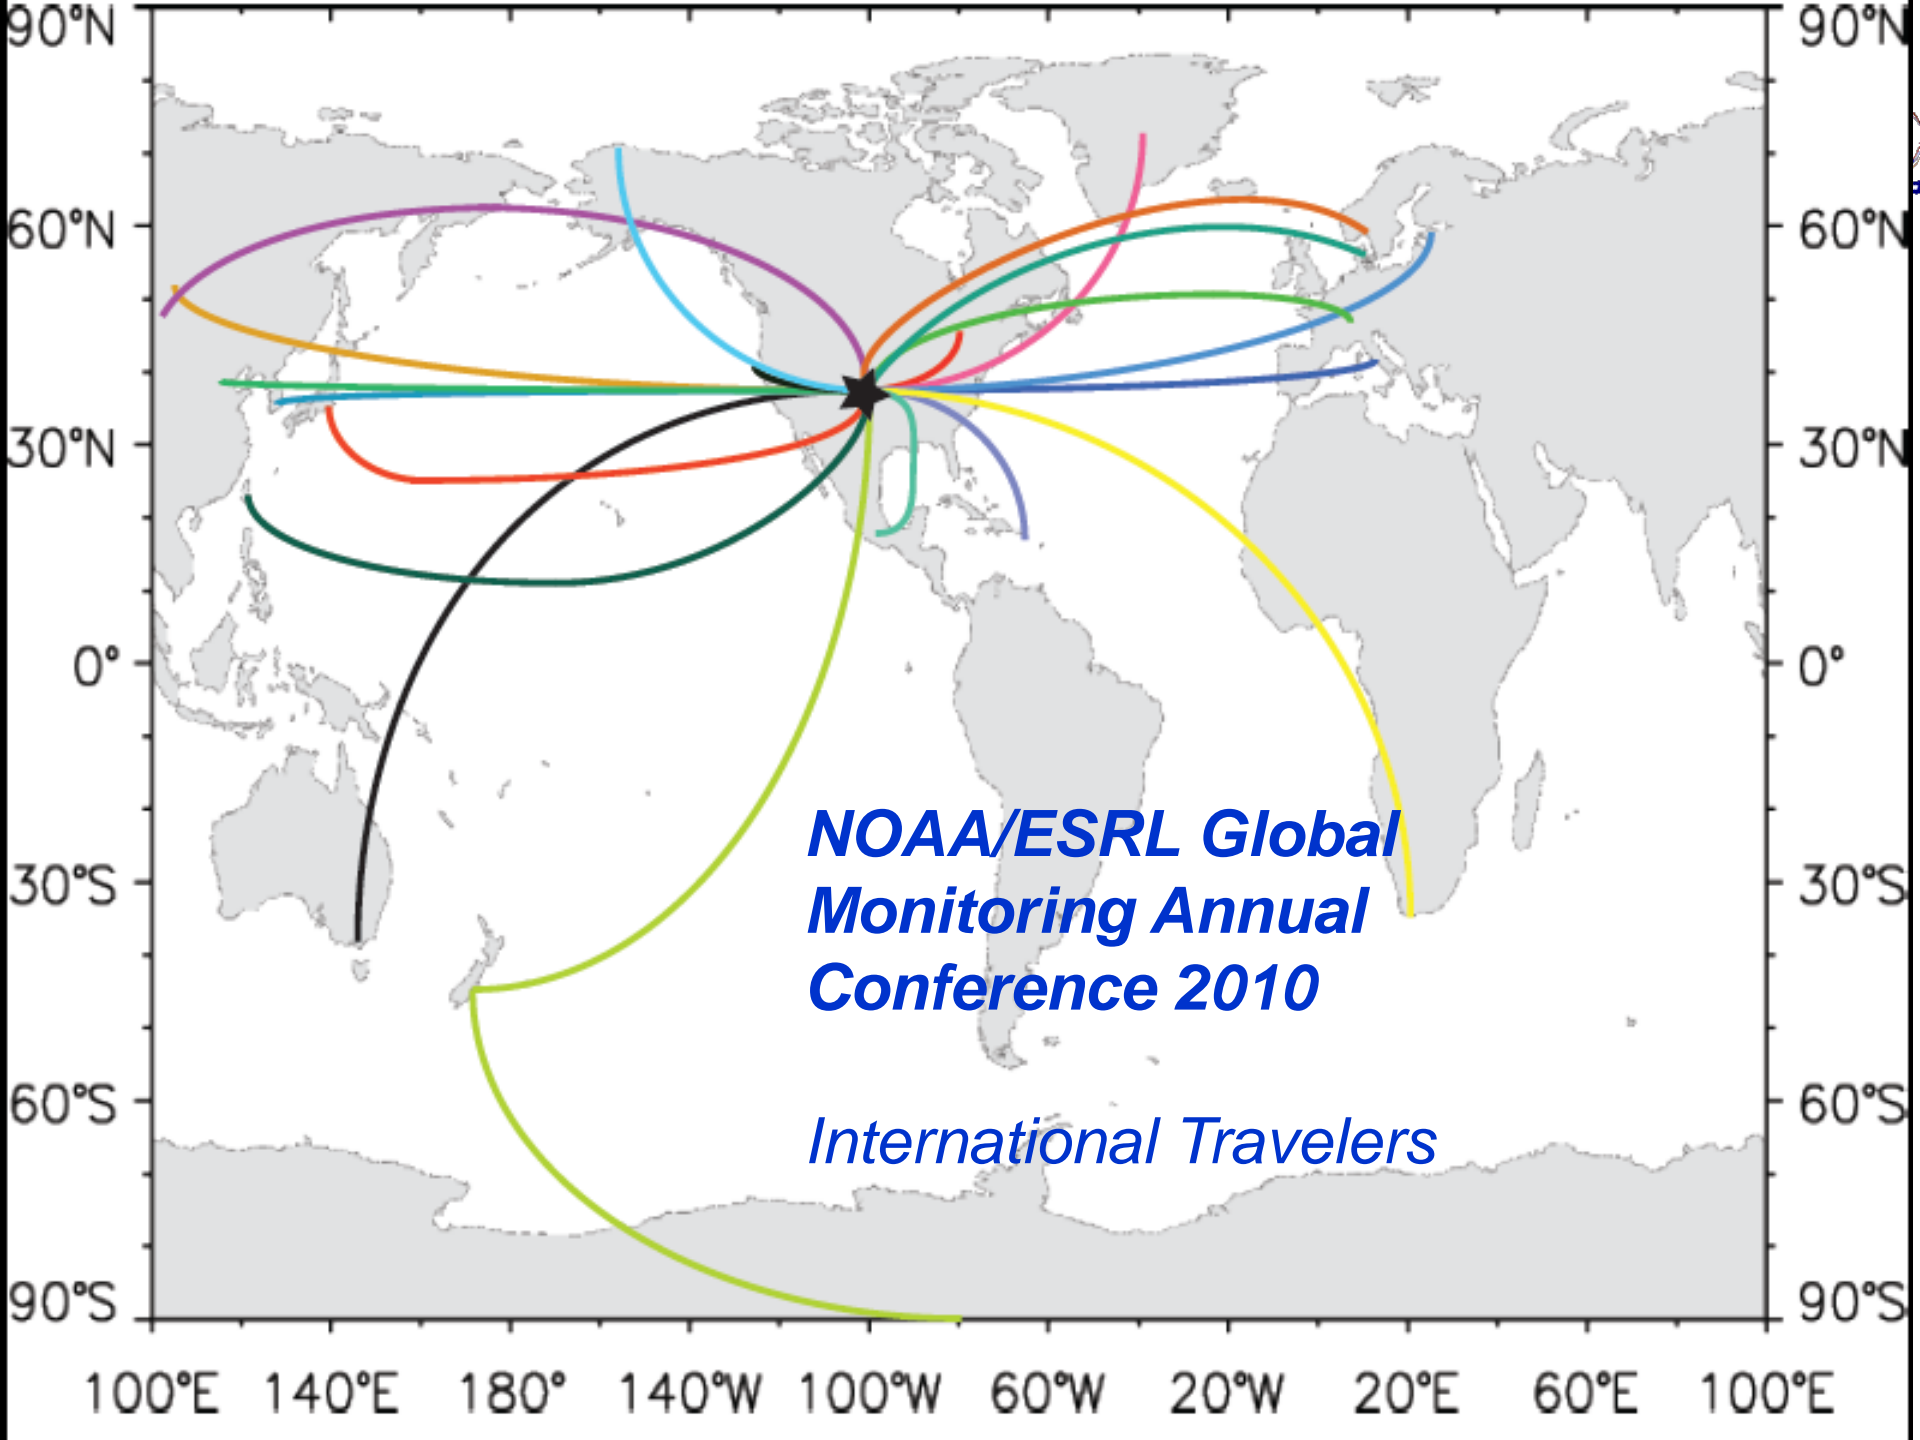 90°N 90°N
60°N 60°N
30°N 30°N
0° 0°
NOAA/ESRL Global
30°S 30°S
Monitoring Annual
Conference 2010
60°S 60°S
International Travelers
90°S 90°S
100°E 140°E 180° 140°W 100°W 60°W 20°W 20°E 60°E 100°E